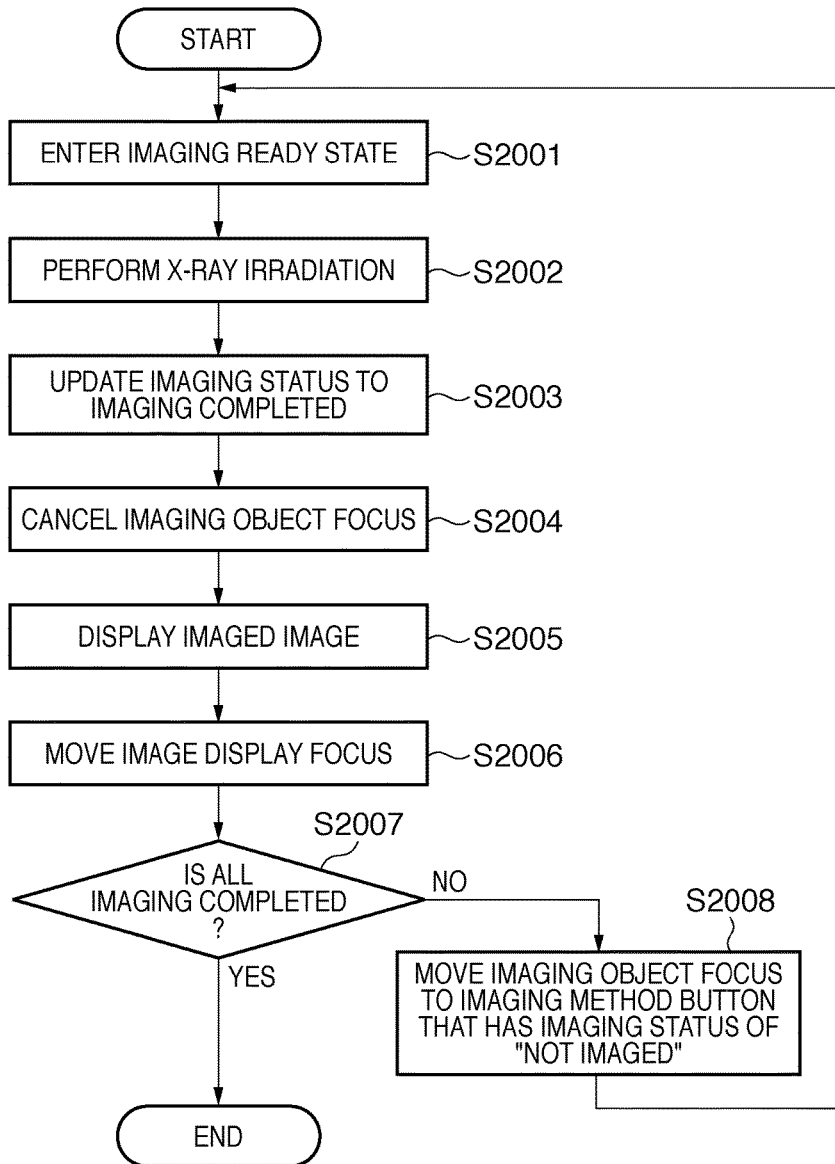 START
ENTER IMAGING READY STATE
S2001
PERFORM X-RAY IRRADIATION
S2002
UPDATE IMAGING STATUS TO
IMAGING COMPLETED
S2003
CANCEL IMAGING OBJECT FOCUS
S2004
DISPLAY IMAGED IMAGE
S2005
MOVE IMAGE DISPLAY FOCUS
S2006
S2007
IS ALL
IMAGING COMPLETED
?
NO
YES
S2008
MOVE IMAGING OBJECT FOCUS
TO IMAGING METHOD BUTTON
THAT HAS IMAGING STATUS OF
"NOT IMAGED"
END